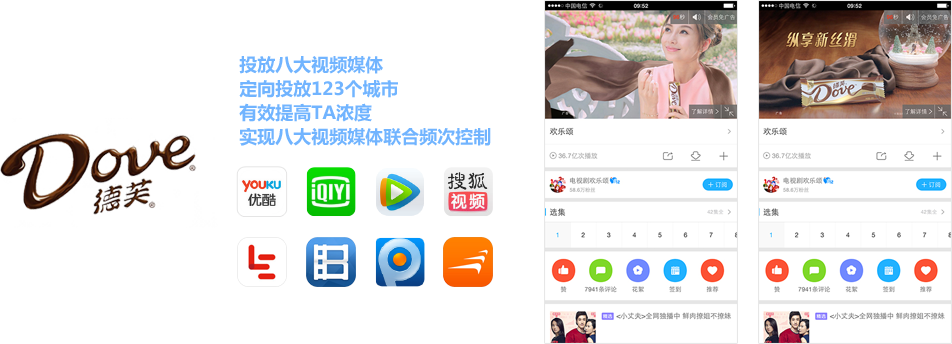 Dove
德芙
投放八大视频媒体
定向投放123个城市
有效提高TA浓度
实现八大视频媒体联合频次控制
YOUKU
优酷
iQIYI
搜狐
视频
中国电信
09:52
秒
会员免广告
了解详情 >
欢乐颂
36.7亿次播放
电视剧欢乐颂
58.6万粉丝
+ 订阅
选集
1 2 3 4 5 6 7
赞
7941条评论
花絮
签到
推荐
精选 <小丈夫>全网独播中 鲜肉撩姐不撩妹
中国电信
09:52
秒
会员免广告
纵享新丝滑
德芙
Dove
了解详情 >
欢乐颂
36.7亿次播放
电视剧欢乐颂
58.6万粉丝
+ 订阅
选集
1 2 3 4 5 6 7 8
赞
7941条评论
花絮
签到
推荐
精选 <小丈夫>全网独播中 鲜肉撩姐不撩妹